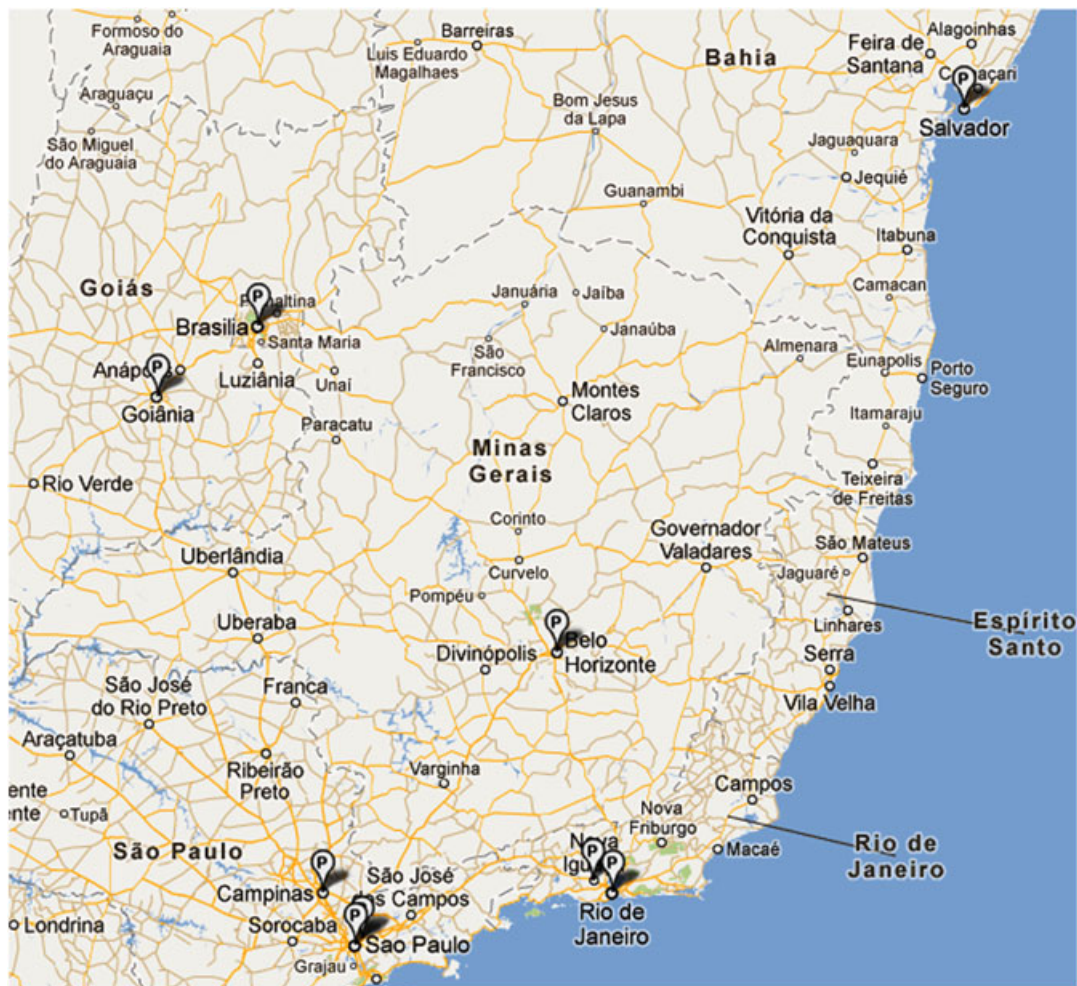 Formoso do
Araguaia
Barreiras
Luis Eduardo
Magalhaes
Bahia
Feira de
Santana
Alagoinhas
P
Salvador
Araguaçu
São Miguel
do Araguaia
Bom Jesus
da Lapa
Jaguaquara
Jequié
Guanambi
Vitória da
Conquista
Itabuna
Goiás
P
Brasilia
Santa Maria
Januária
Jaíba
Camacan
Janaúba
São
Francisco
Almenara
Eunapolis
Porto
Seguro
P
Goiânia
Luziânia
Unaí
Montes
Claros
Itamaraju
Paracatu
Minas
Gerais
Rio Verde
Teixeira
de Freitas
Corinto
Governador
Valadares
São Mateus
Uberlândia
Curvelo
Jaguaré
Pompéu
Linhares
Espírito
Santo
Uberaba
P
Belo
Horizonte
Divinópolis
Serra
Vila Velha
São José
do Rio Preto
Franca
Araçatuba
Ribeirão
Preto
Varginha
Campos
ente
nte
Tupã
Nova
Friburgo
Macaé
Rio de
Janeiro
São Paulo
P
Campinas
São José
dos Campos
Nova
P
P
Rio de
Janeiro
Londrina
Sorocaba
P
Sao Paulo
Grajau